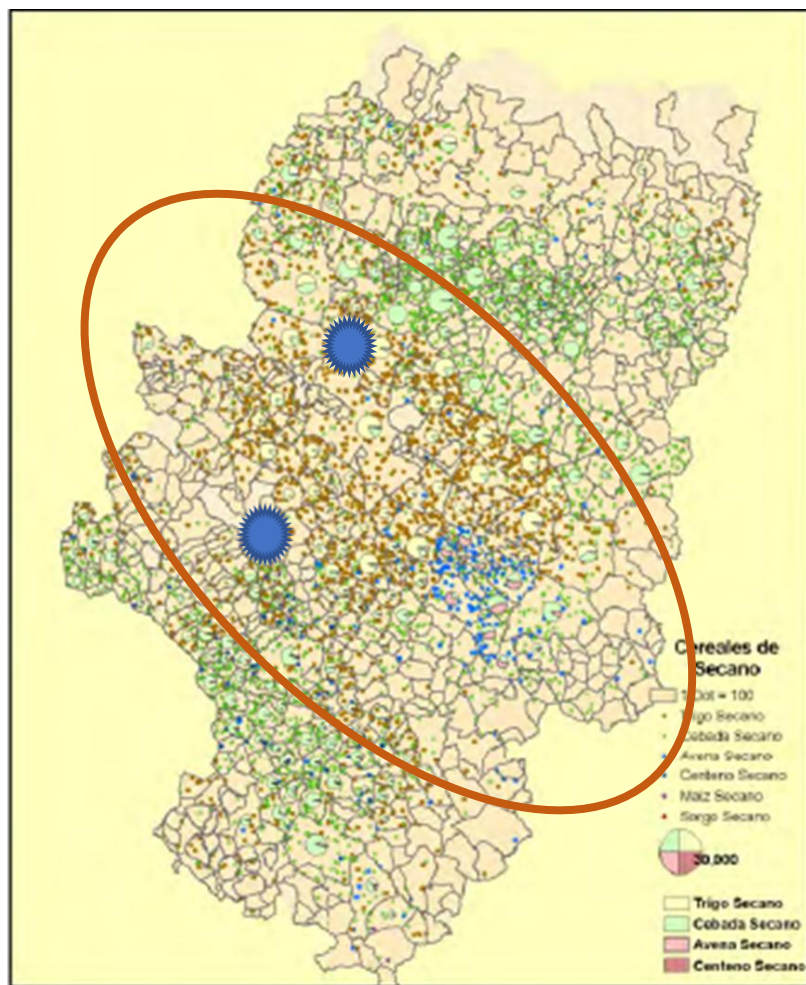 Cereales de
Secano
1 Dot = 100
Trigo Secano
Cebada Secano
Avena Secano
Centeno Secano
Maiz Secano
Sorgo Secano
30,000
Trigo Secano
Cebada Secano
Avena Secano
Centeno Secano